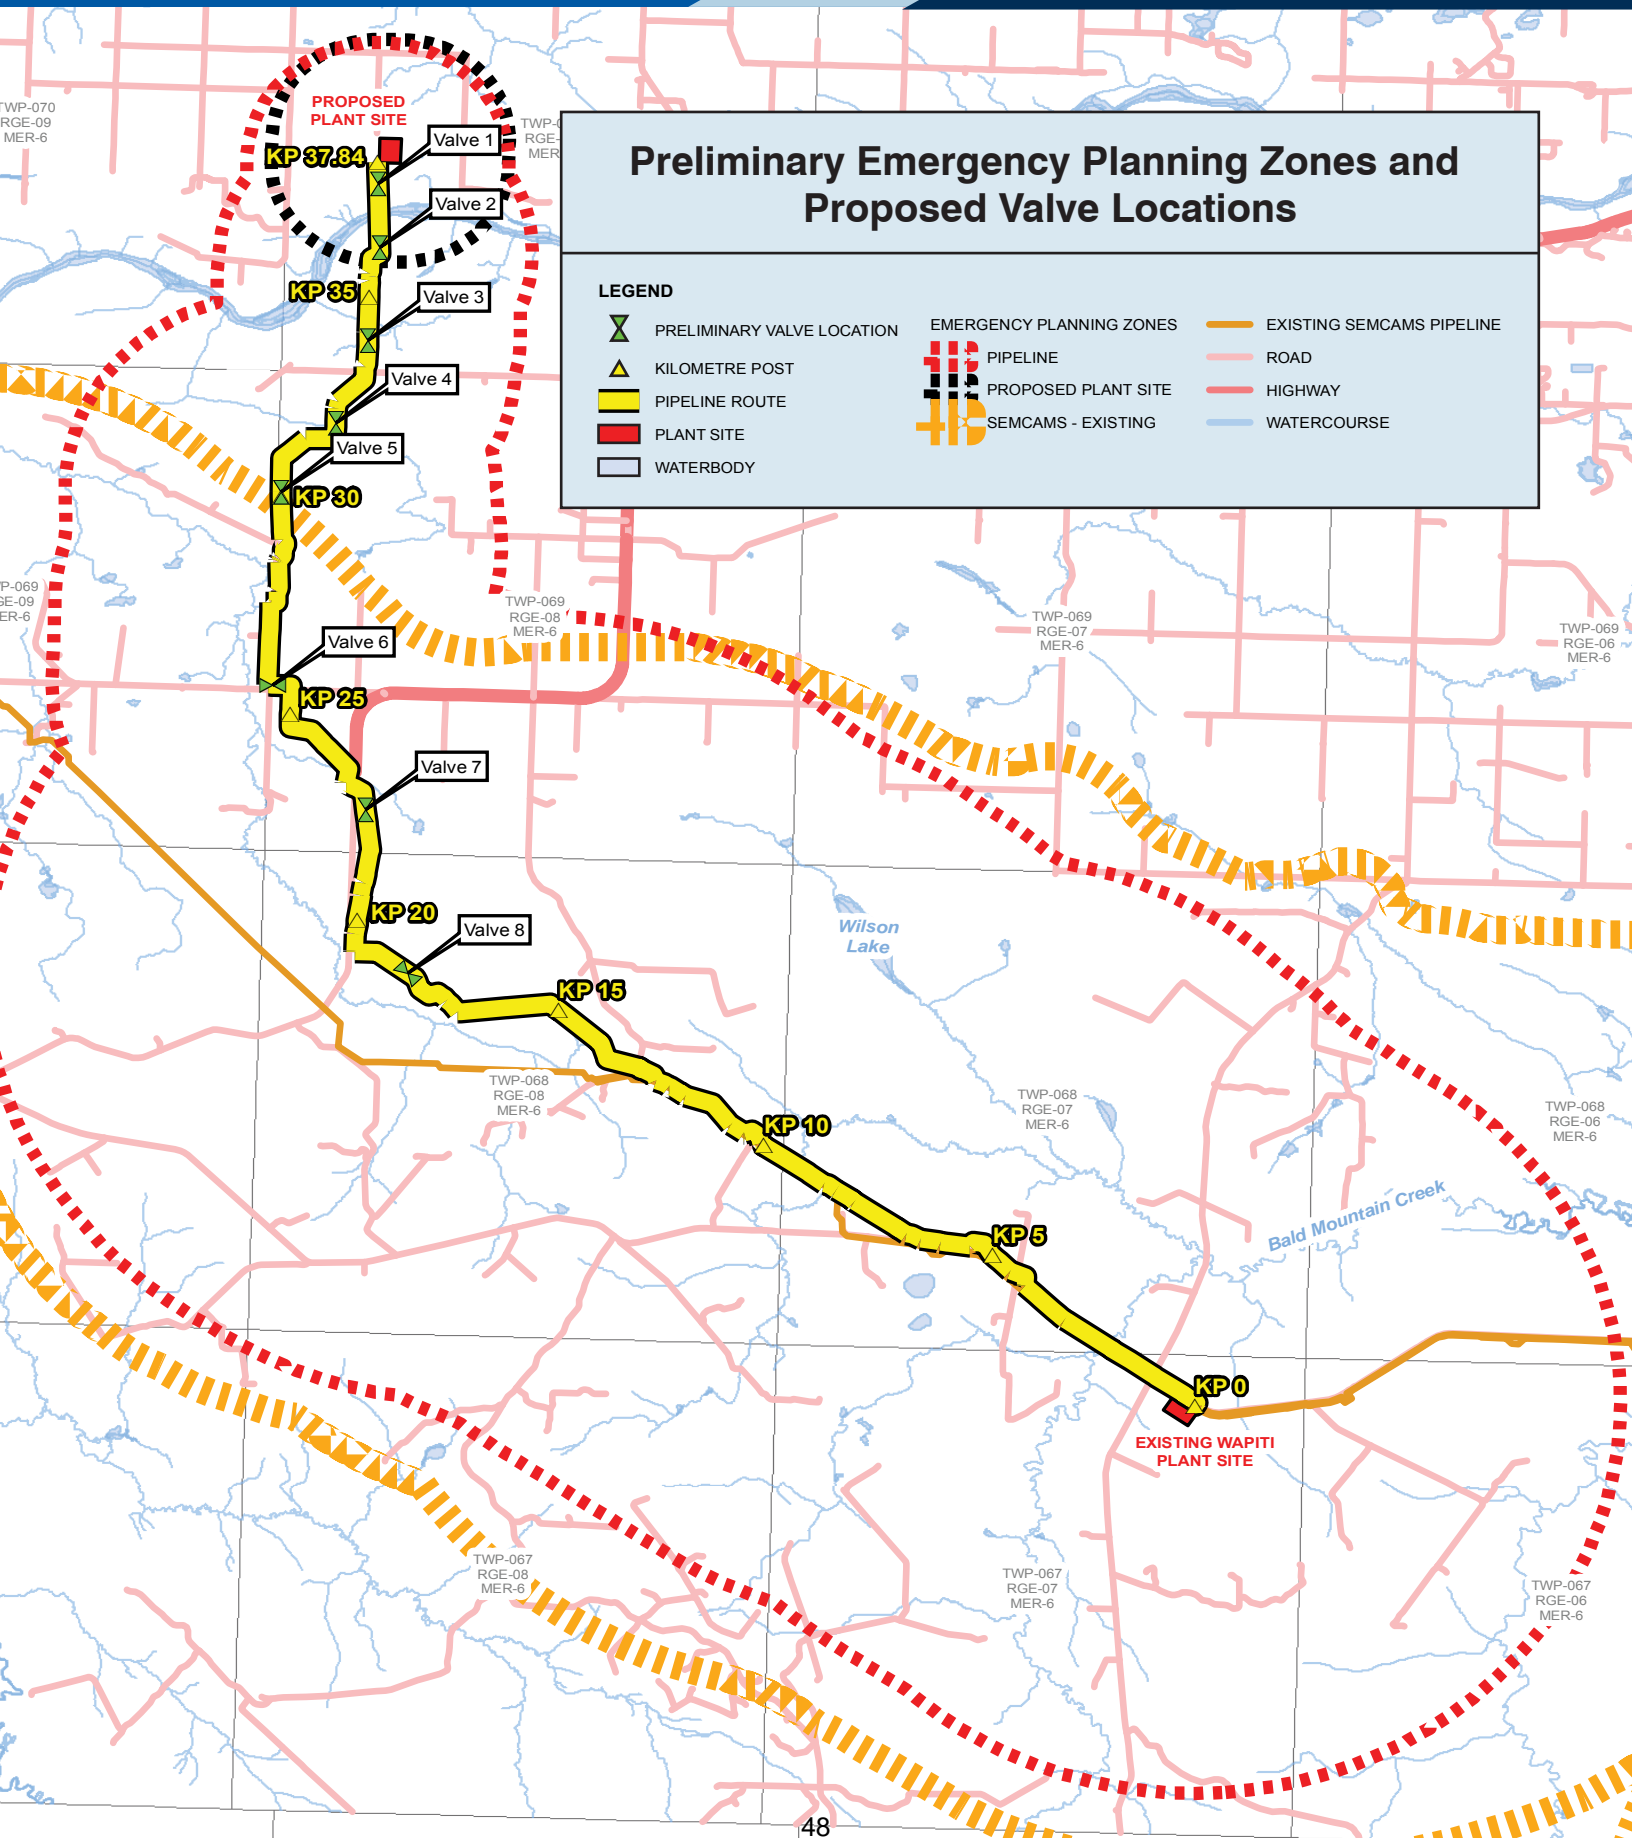 Preliminary Emergency Planning Zones and
Proposed Valve Locations
LEGEND
PRELIMINARY VALVE LOCATION
KILOMETRE POST
PIPELINE ROUTE
PLANT SITE
WATERBODY
EMERGENCY PLANNING ZONES
PIPELINE
PROPOSED PLANT SITE
SEMCAMS - EXISTING
EXISTING SEMCAMS PIPELINE
ROAD
HIGHWAY
WATERCOURSE
TWP-070
RGE-09
MER-6
PROPOSED
PLANT SITE
KP 37.84
Valve 1
RGE-
MER
Valve 2
KP 35
Valve 3
Valve 4
Valve 5
KP 30
RGE-08
TWP-069
RGE-08
MER-6
TWP-069
RGE-07
MER-6
TWP-069
RGE-06
MER-6
Valve 6
KP 25
Valve 7
KP 20
Valve 8
Wilson
Lake
KP 15
TWP-068
RGE-08
MER-6
TWP-068
RGE-07
MER-6
TWP-068
RGE-06
MER-6
KP 10
Bald Mountain Creek
KP 5
KP 0
EXISTING WAPITI
PLANT SITE
TWP-067
RGE-08
MER-6
TWP-067
RGE-07
MER-6
TWP-067
RGE-06
MER-6
48